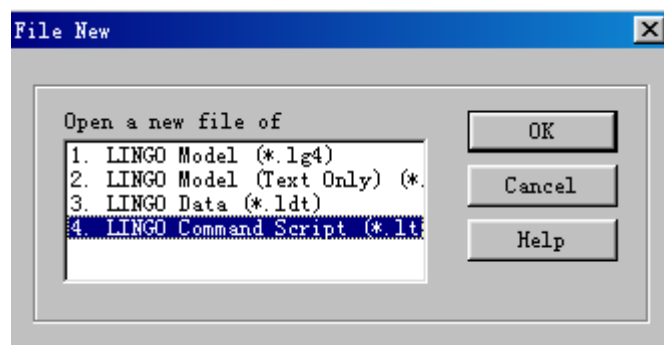 File New
Open a new file of
1. LINGO Model (*.lg4)
2. LINGO Model (Text Only) (*.
3. LINGO Data (*.ldt)
4. LINGO Command Script (*.lt
OK
Cancel
Help